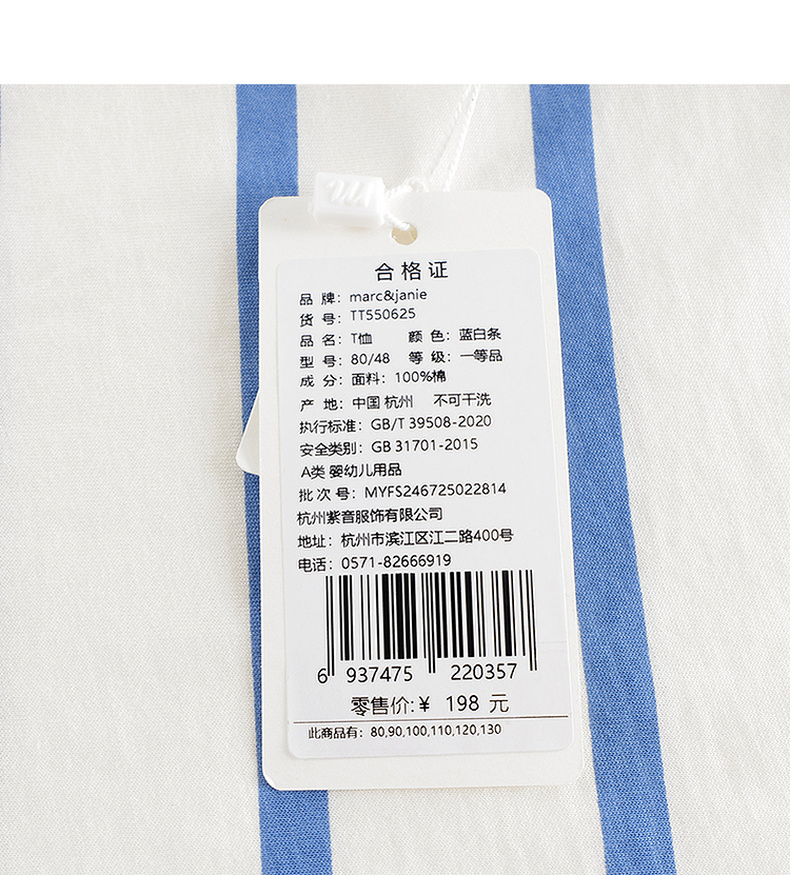 合格证
品 牌：marc&janie
货 号：TT550625
品 名：T恤 颜 色：蓝白条
型 号：80/48 等 级：一等品
成 分：面料：100%棉
产 地：中国 杭州 不可干洗
执行标准：GB/T 39508-2020
安全类别：GB 31701-2015
A类 婴幼儿用品
批 次 号：MYFS246725022814
杭州紫音服饰有限公司
地址：杭州市滨江区江二路400号
电话：0571-82666919
6 937475 220357
零售价:￥ 198 元
此商品有：80,90,100,110,120,130